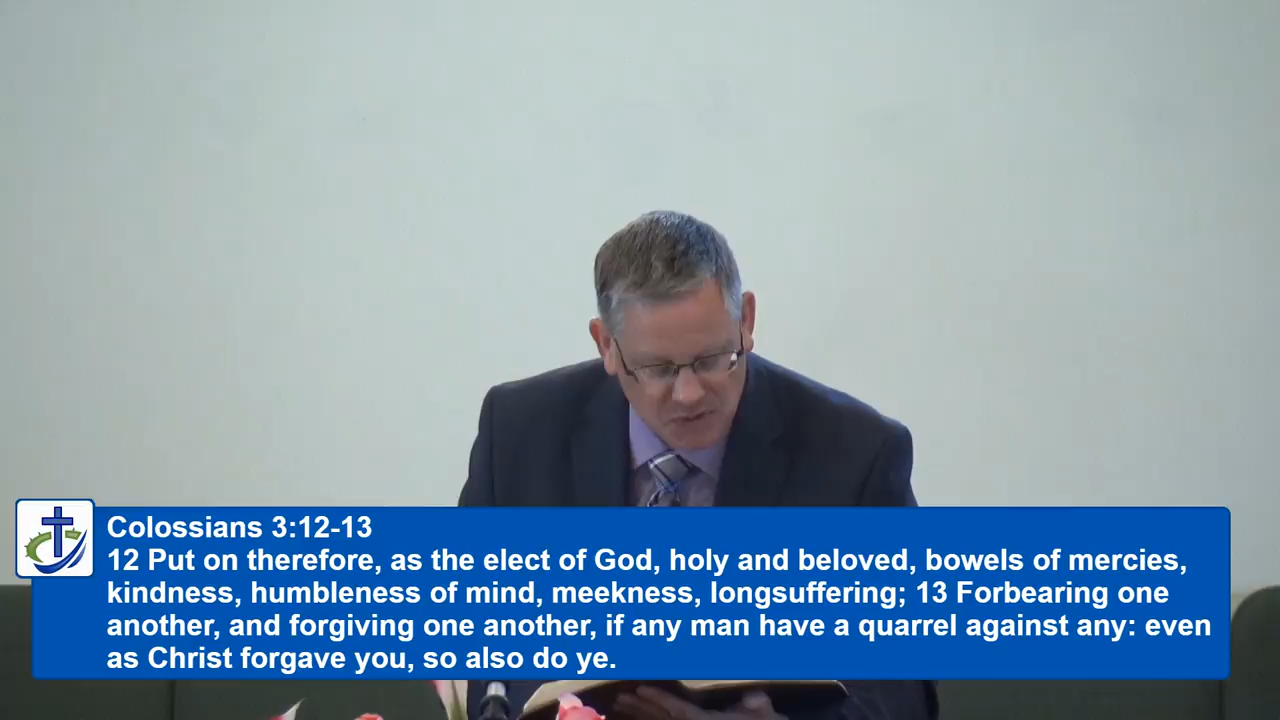 Colossians 3:12-13
12 Put on therefore, as the elect of God, holy and beloved, bowels of mercies,
kindness, humbleness of mind, meekness, longsuffering; 13 Forbearing one
another, and forgiving one another, if any man have a quarrel against any: even
as Christ forgave you, so also do ye.